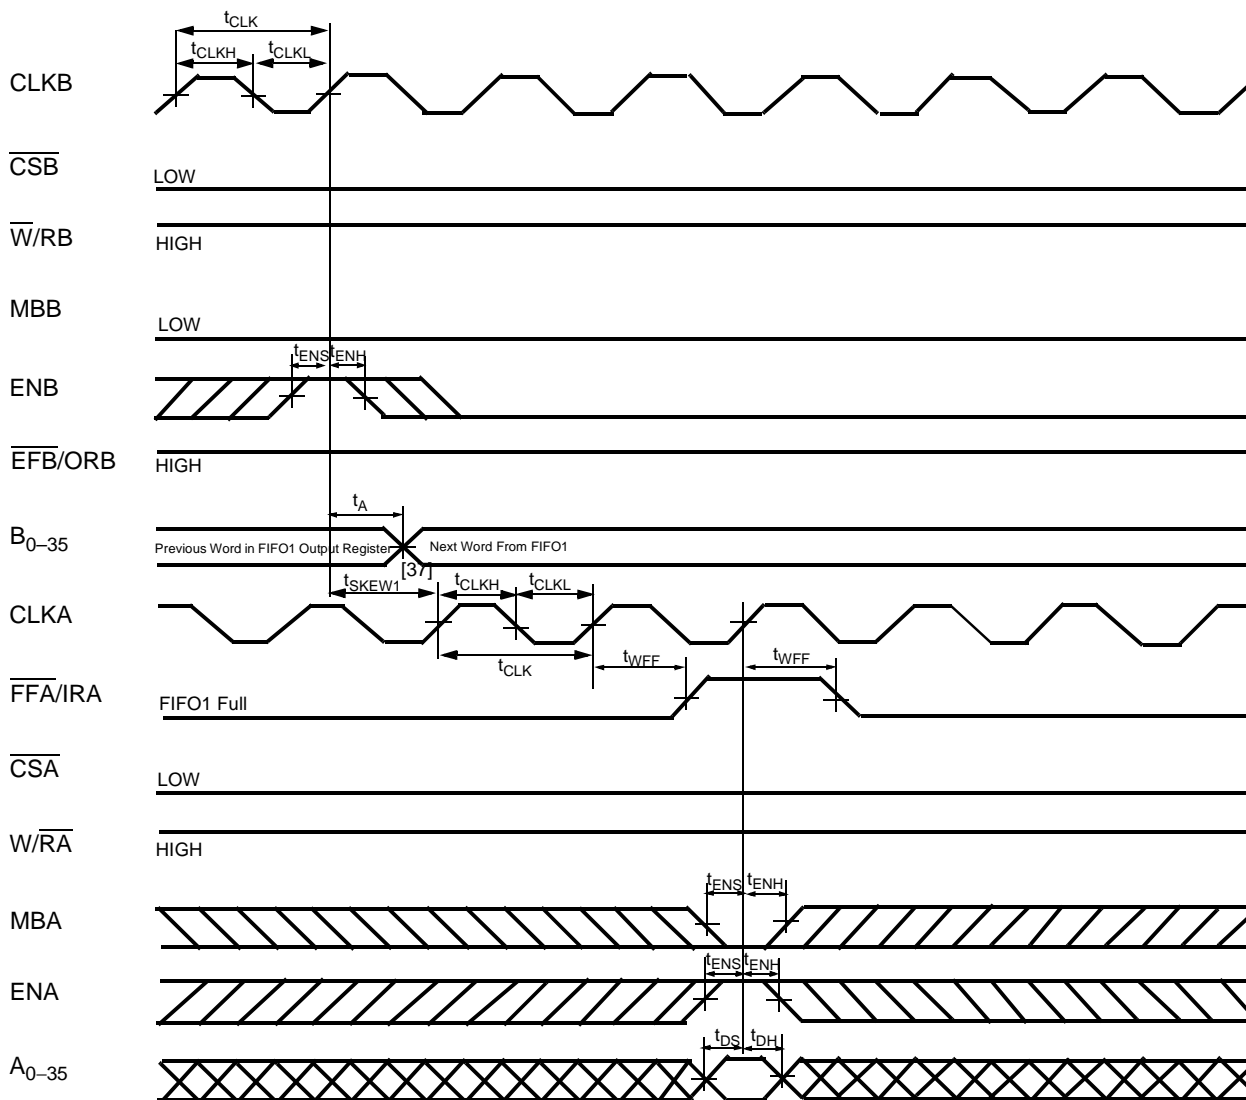 tCLK
tCLKH tCLKL
CLKB
CSB
LOW
W/RB
HIGH
MBB
LOW
tENS tENH
ENB
EFB/ORB
HIGH
tA
B0–35
Previous Word in FIFO1 Output Register Next Word From FIFO1
[37]
tSKEW1 tCLKH tCLKL
CLKA
tCLK tWFF tWFF
FFA/IRA
FIFO1 Full
CSA
LOW
W/RA
HIGH
tENS tENH
MBA
tENS tENH
ENA
tDS tDH
A0–35